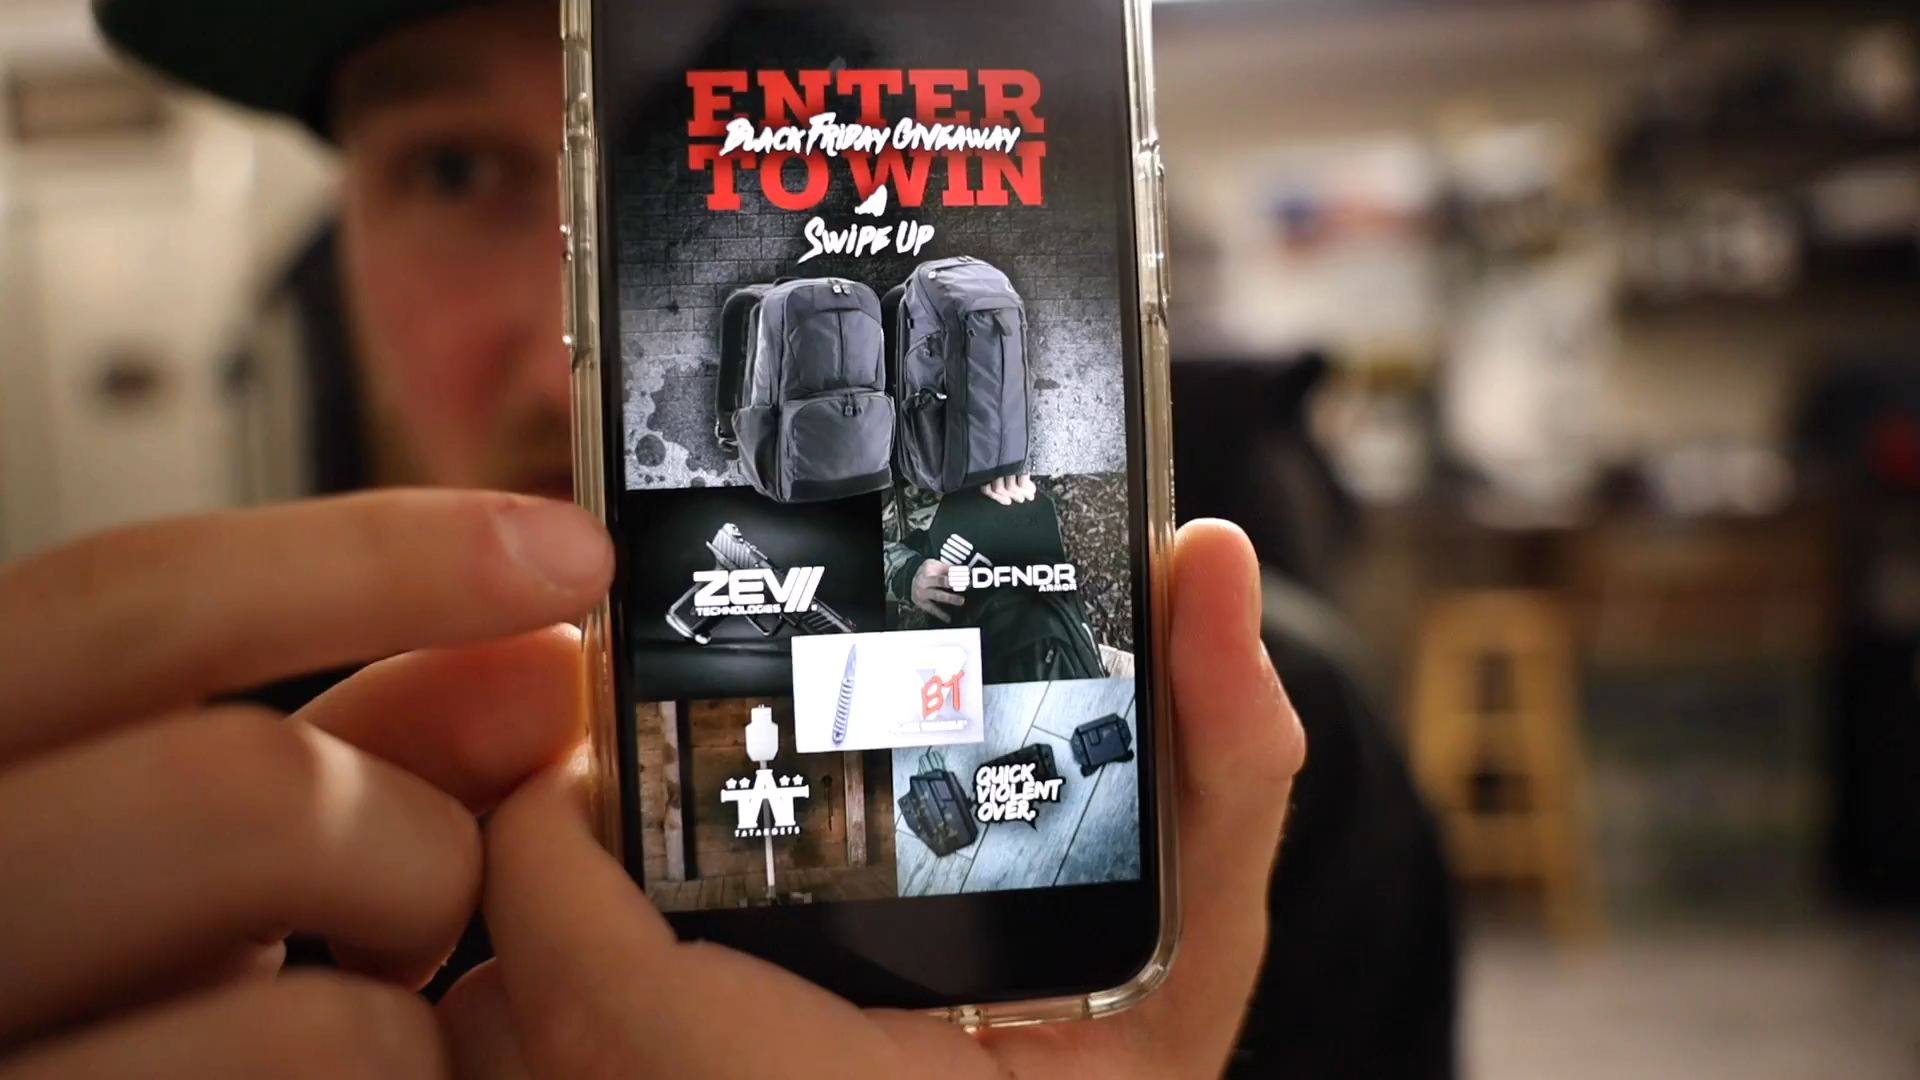 ENTER
BLACK FRIDAY GIVEAWAY
TO WIN
SWIPE UP
ZEV
TECHNOLOGIES
DFNDR
ARMOR
BT
TATARGETS
QUICK
VIOLENT
OVER.